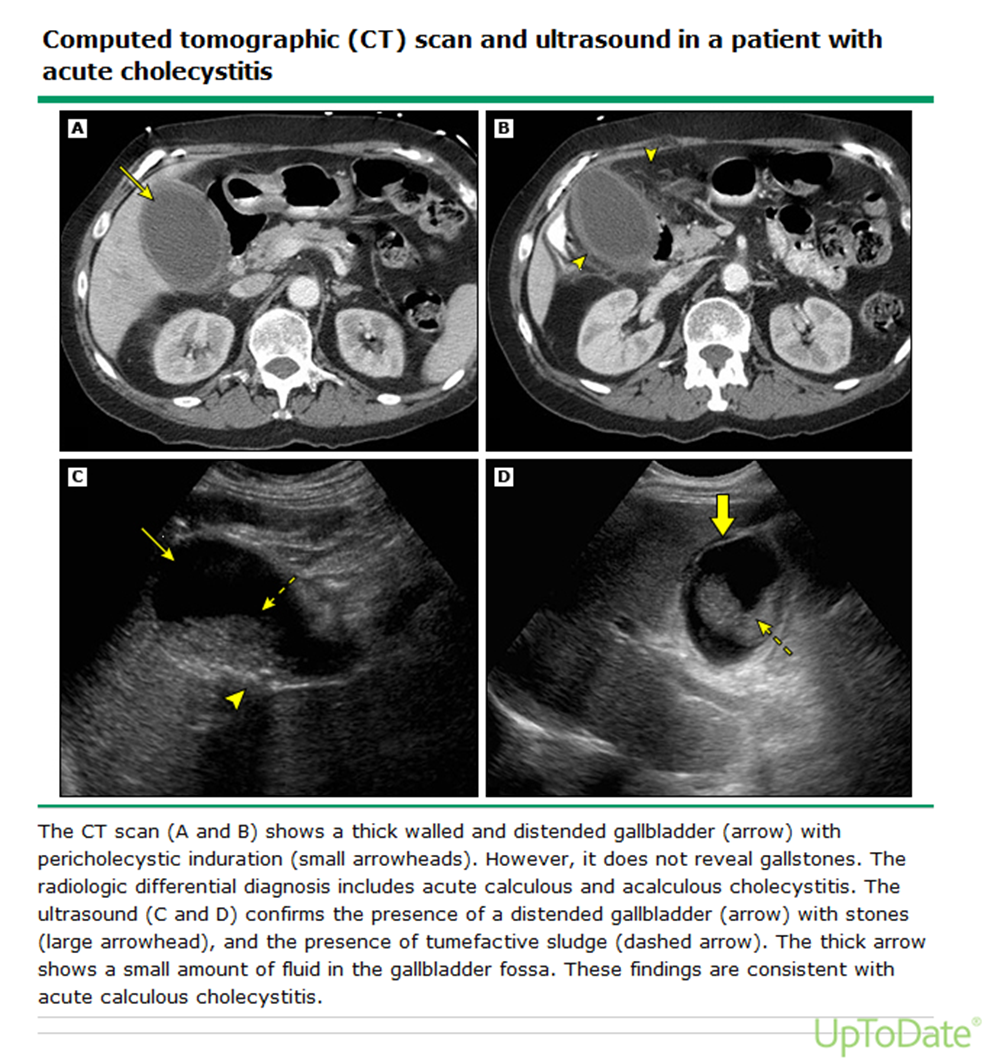 Computed tomographic (CT) scan and ultrasound in a patient with
acute cholecystitis
A
B
C
D
The CT scan (A and B) shows a thick walled and distended gallbladder (arrow) with
pericholecystic induration (small arrowheads). However, it does not reveal gallstones. The
radiologic differential diagnosis includes acute calculous and acalculous cholecystitis. The
ultrasound (C and D) confirms the presence of a distended gallbladder (arrow) with stones
(large arrowhead), and the presence of tumefactive sludge (dashed arrow). The thick arrow
shows a small amount of fluid in the gallbladder fossa. These findings are consistent with
acute calculous cholecystitis.
UpToDate®